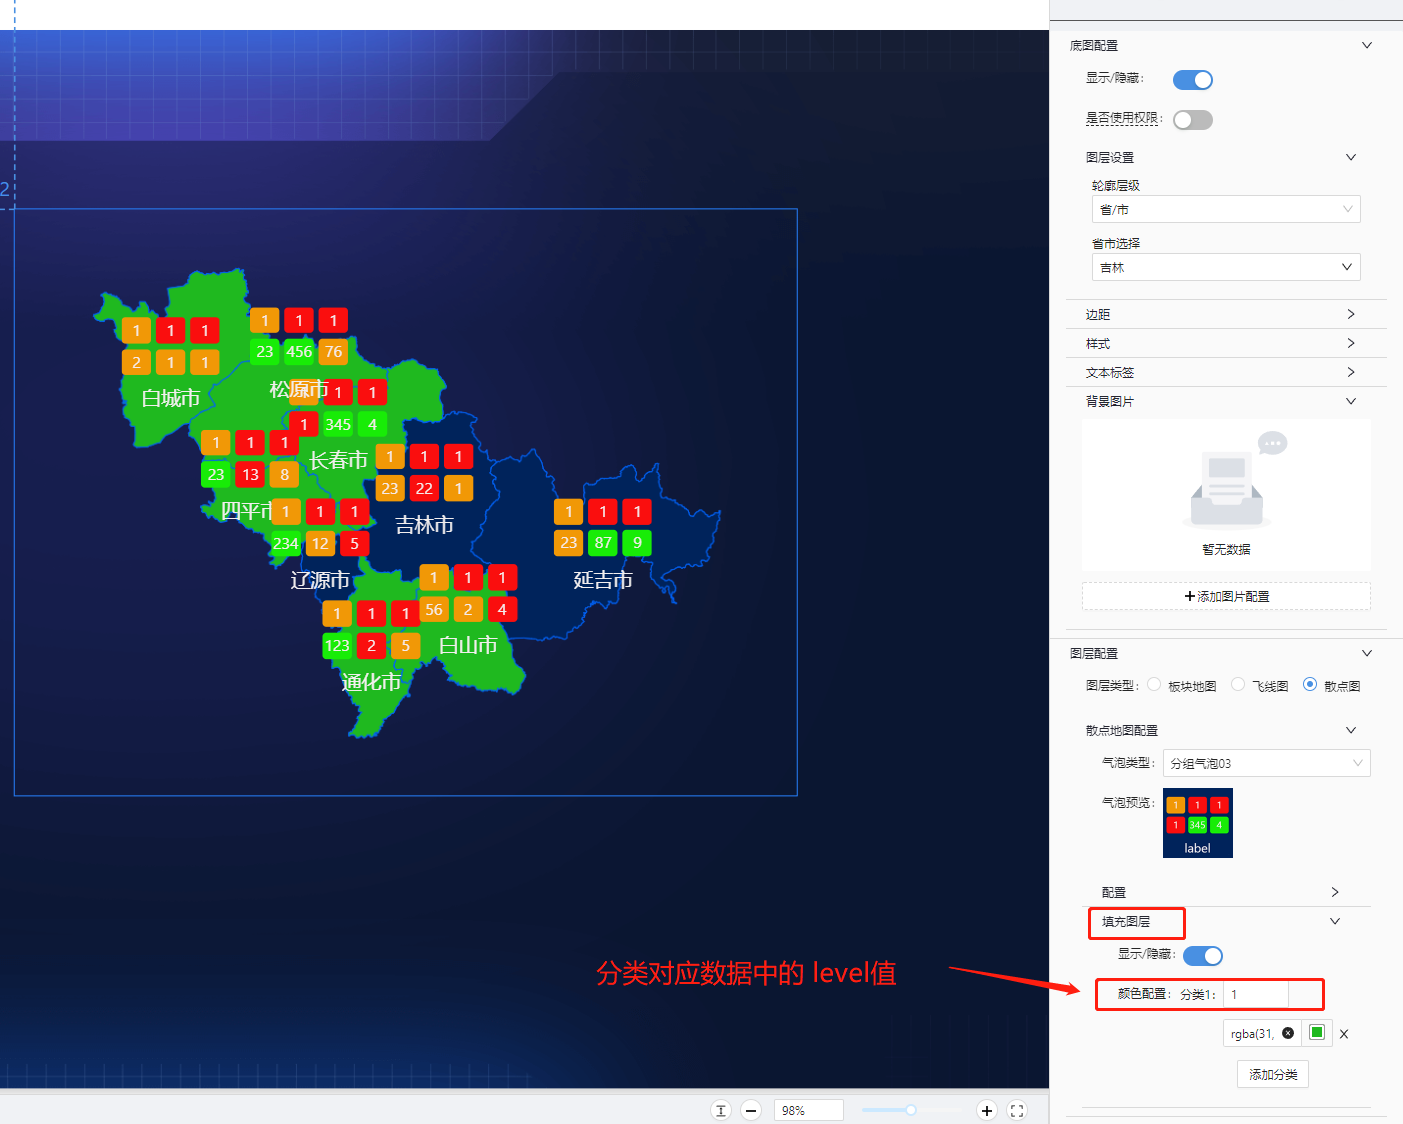 2
1 1 1
2 1 1
白城市
1 1 1
23 456 76
松原市
1 1
1 345 4
长春市
1 1 1
23 13 8
四平市
1 1 1
23 22 1
吉林市
1 1 1
234 12 5
辽源市
1 1 1
23 87 9
延吉市
1 1 1
56 2 4
白山市
1 1 1
123 2 5
通化市
分类对应数据中的 level值
98%
底图配置
显示/隐藏：
是否使用权限：
图层设置
轮廓层级
省/市
省市选择
吉林
边距
样式
文本标签
背景图片
暂无数据
+添加图片配置
图层配置
图层类型： 板块地图 飞线图 散点图
散点地图配置
气泡类型： 分组气泡03
气泡预览：
1 1 1
1 345 4
label
配置
填充图层
显示/隐藏：
颜色配置： 分类1： 1
rgba(31,
添加分类